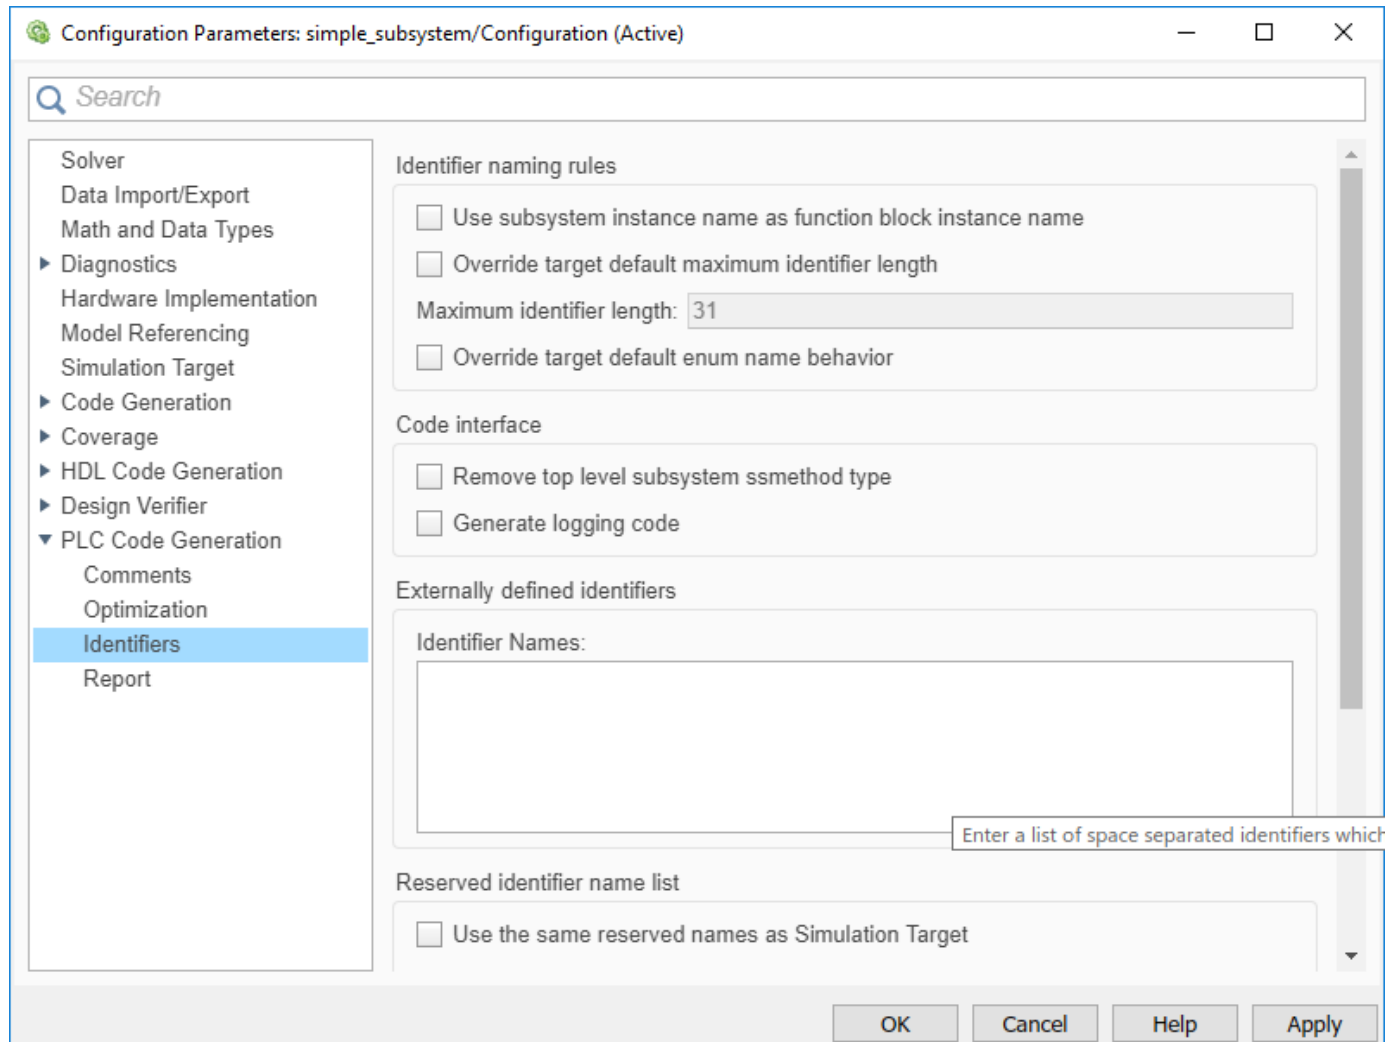 Configuration Parameters: simple_subsystem/Configuration (Active)
Search
Solver
Data Import/Export
Math and Data Types
Diagnostics
Hardware Implementation
Model Referencing
Simulation Target
Code Generation
Coverage
HDL Code Generation
Design Verifier
PLC Code Generation
Comments
Optimization
Identifiers
Report
Identifier naming rules
Use subsystem instance name as function block instance name
Override target default maximum identifier length
Maximum identifier length: 31
Override target default enum name behavior
Code interface
Remove top level subsystem ssmethod type
Generate logging code
Externally defined identifiers
Identifier Names:
Enter a list of space separated identifiers which
Reserved identifier name list
Use the same reserved names as Simulation Target
OK Cancel Help Apply